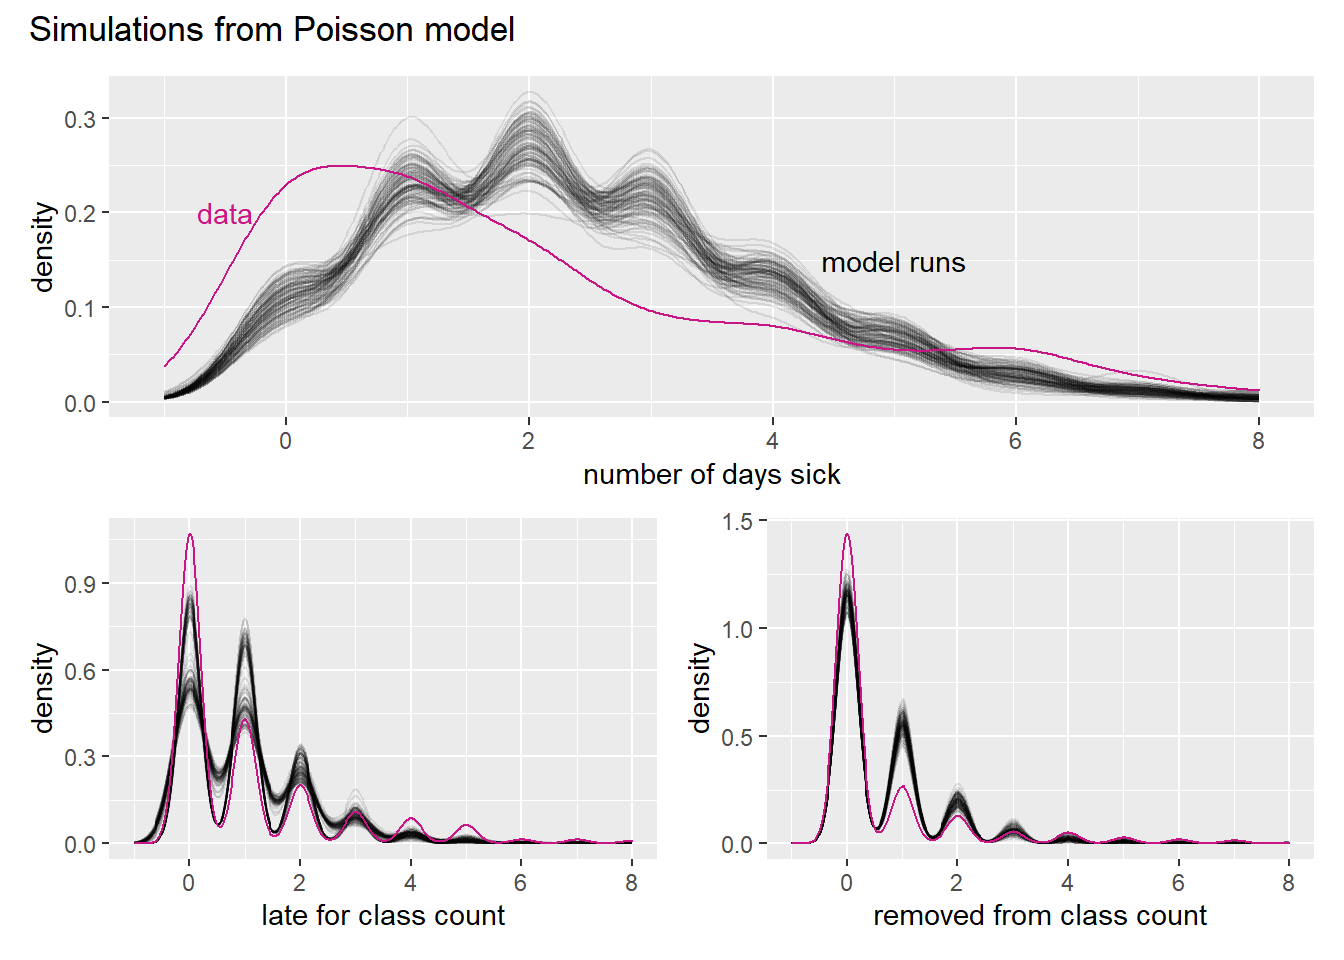 Simulations from Poisson model
0.3
0.2
0.1
0.0
density
data
model runs
0 2 4 6 8
number of days sick
0.9
0.6
0.3
0.0
density
0 2 4 6 8
late for class count
1.5
1.0
0.5
0.0
density
0 2 4 6 8
removed from class count